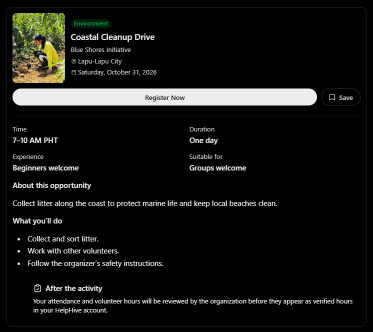 Environment
Coastal Cleanup Drive
Blue Shores Initiative
Lapu-Lapu City
Saturday, October 31, 2026
Register Now
Save
Time
Duration
7–10 AM PHT
One day
Experience
Suitable for
Beginners welcome
Groups welcome
About this opportunity
Collect litter along the coast to protect marine life and keep local beaches clean.
What you'll do
• Collect and sort litter.
• Work with other volunteers.
• Follow the organizer's safety instructions.
After the activity
Your attendance and volunteer hours will be reviewed by the organization before they appear as verified hours
in your HelpHive account.